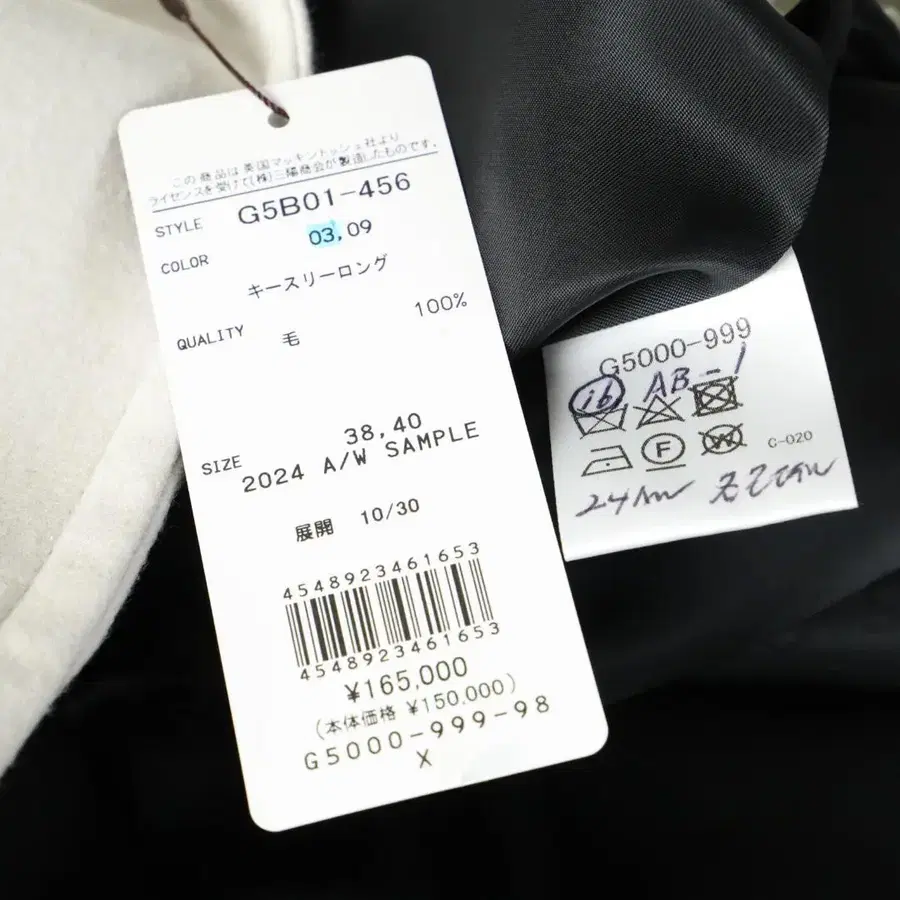 この商品は英国マッキントッシュ社より
ライセンスを受けて(株)三陽商会が製造したものです。
STYLE G5B01-456
COLOR 03,09
キースリーロング
QUALITY 毛 100%
SIZE 38,40
2024 A/W SAMPLE
展開 10/30
4548923461653
4548923461653
¥165,000
(本体価格 ¥150,000)
G5000-999-98
X
G5000-999
ib AB-1
F W
C-020
24AW